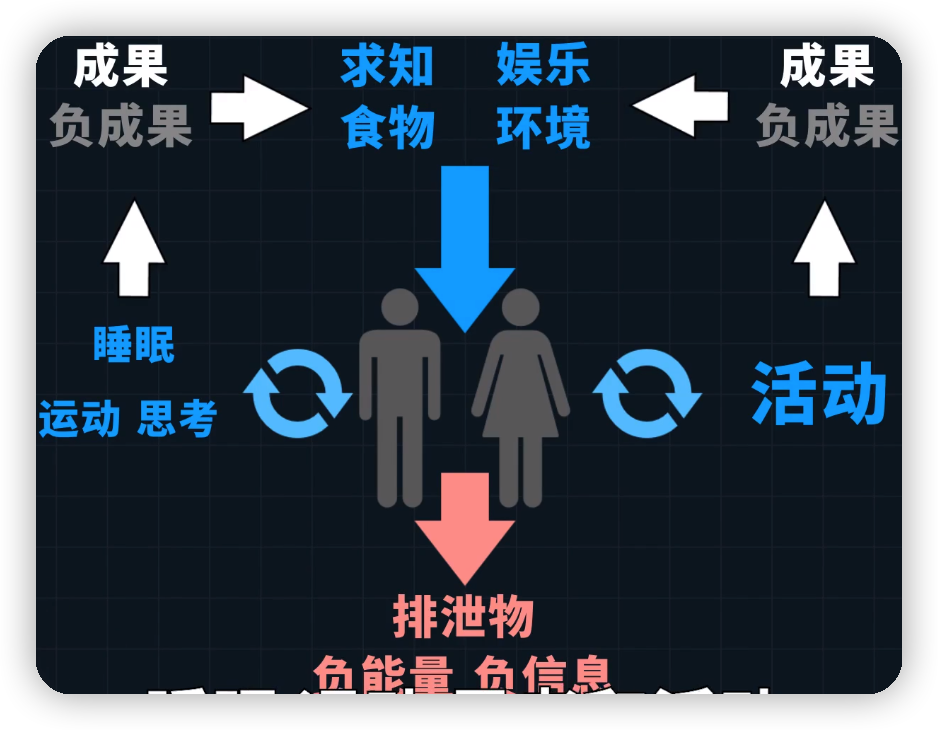 成果 求知 娱乐 成果
负成果 食物 环境 负成果
睡眠
运动 思考 活动
排泄物
负能量 负信息